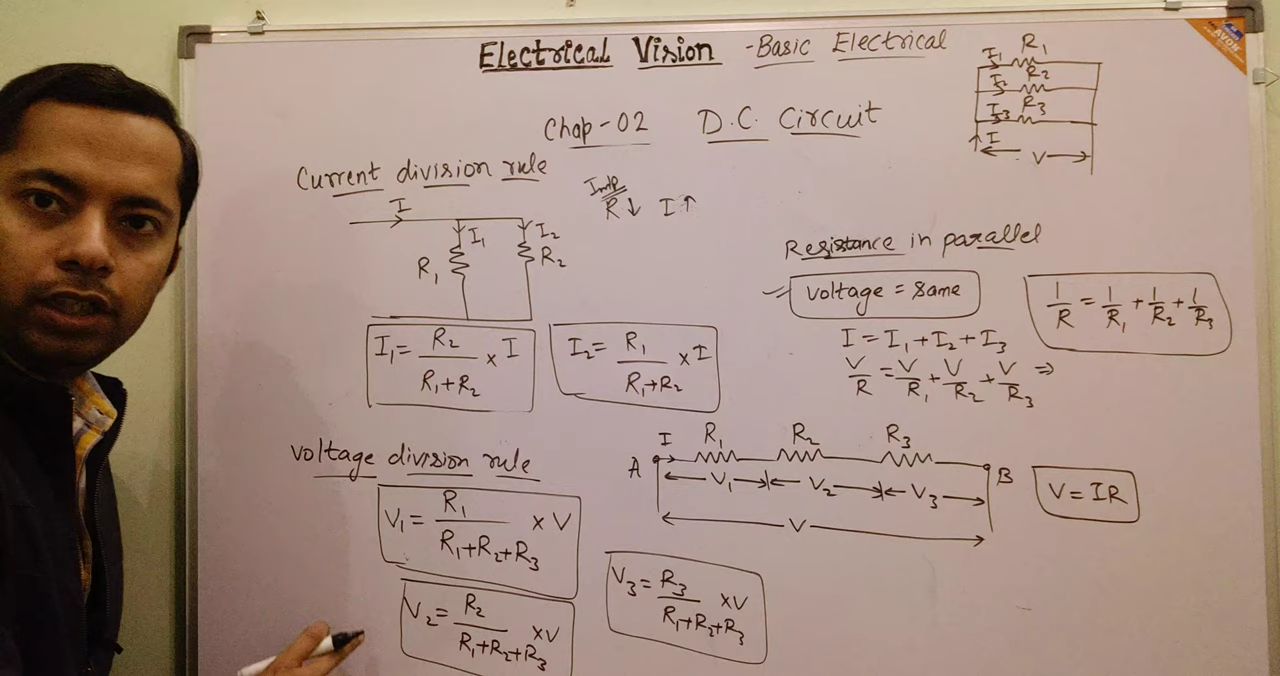 Electrical Vision - Basic Electrical
Chap-02 D.C. Circuit
I₁ R₁
I₂ R₂
I₃ R₃
I
V
Current division rule
I
I₁ I₂
R₁ R₂
R↓ I↑
I₁ = R₂/(R₁+R₂) × I
I₂ = R₁/(R₁+R₂) × I
Resistance in parallel
Voltage = Same
1/R = 1/R₁ + 1/R₂ + 1/R₃
I = I₁ + I₂ + I₃
V/R = V/R₁ + V/R₂ + V/R₃ ⇒
Voltage division rule
V₁ = R₁/(R₁+R₂+R₃) × V
V₂ = R₂/(R₁+R₂+R₃) × V
V₃ = R₃/(R₁+R₂+R₃) × V
I R₁ R₂ R₃
A B
V₁ V₂ V₃
V
V = IR
AVON